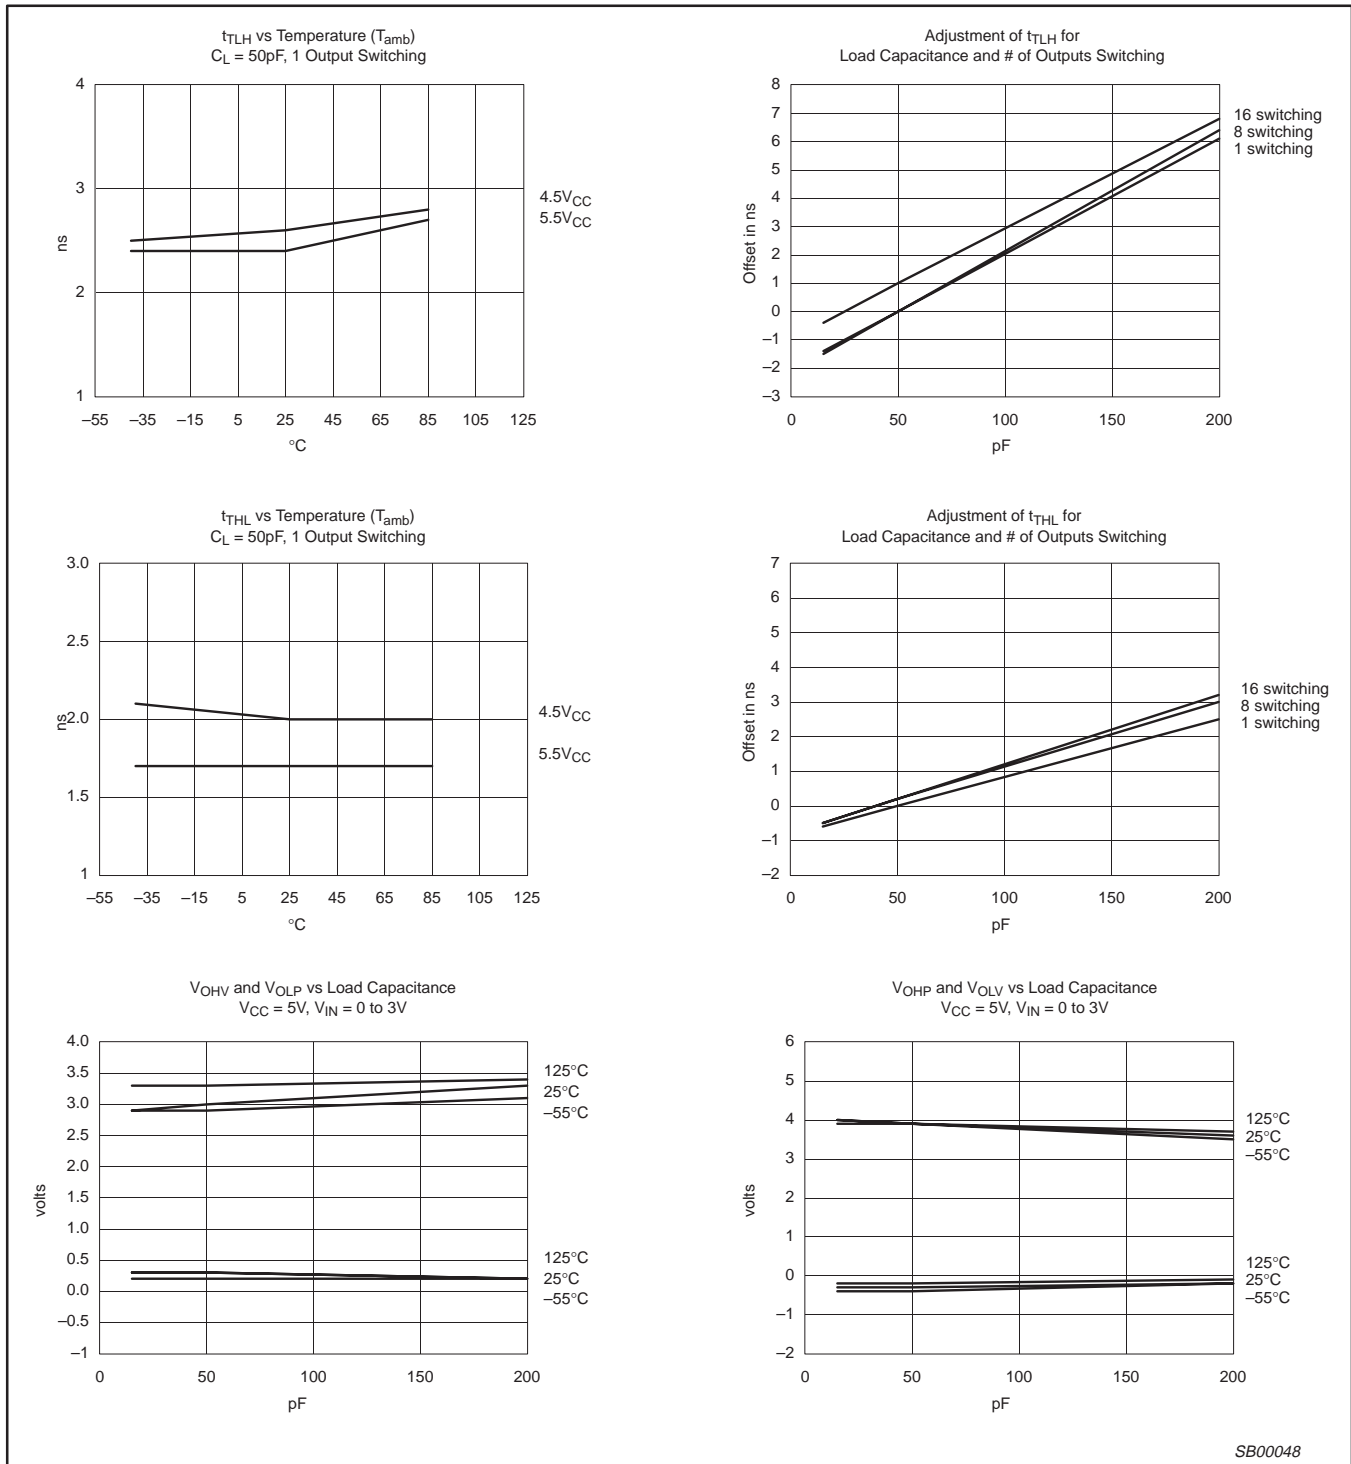 tTLH vs Temperature (Tamb)
CL = 50pF, 1 Output Switching
4
3
2
1
ns
–55 –35 –15 5 25 45 65 85 105 125
°C
4.5VCC
5.5VCC
Adjustment of tTLH for
Load Capacitance and # of Outputs Switching
8
7
6
5
4
3
2
1
0
–1
–2
–3
Offset in ns
0 50 100 150 200
pF
16 switching
8 switching
1 switching
tTHL vs Temperature (Tamb)
CL = 50pF, 1 Output Switching
3.0
2.5
2.0
1.5
1
ns
–55 –35 –15 5 25 45 65 85 105 125
°C
4.5VCC
5.5VCC
Adjustment of tTHL for
Load Capacitance and # of Outputs Switching
7
6
5
4
3
2
1
0
–1
–2
Offset in ns
0 50 100 150 200
pF
16 switching
8 switching
1 switching
VOHV and VOLP vs Load Capacitance
VCC = 5V, VIN = 0 to 3V
4.0
3.5
3.0
2.5
2.0
1.5
1.0
0.5
0.0
–0.5
–1
volts
0 50 100 150 200
pF
125°C
25°C
–55°C
125°C
25°C
–55°C
VOHP and VOLV vs Load Capacitance
VCC = 5V, VIN = 0 to 3V
6
5
4
3
2
1
0
–1
–2
volts
0 50 100 150 200
pF
125°C
25°C
–55°C
125°C
25°C
–55°C
SB00048